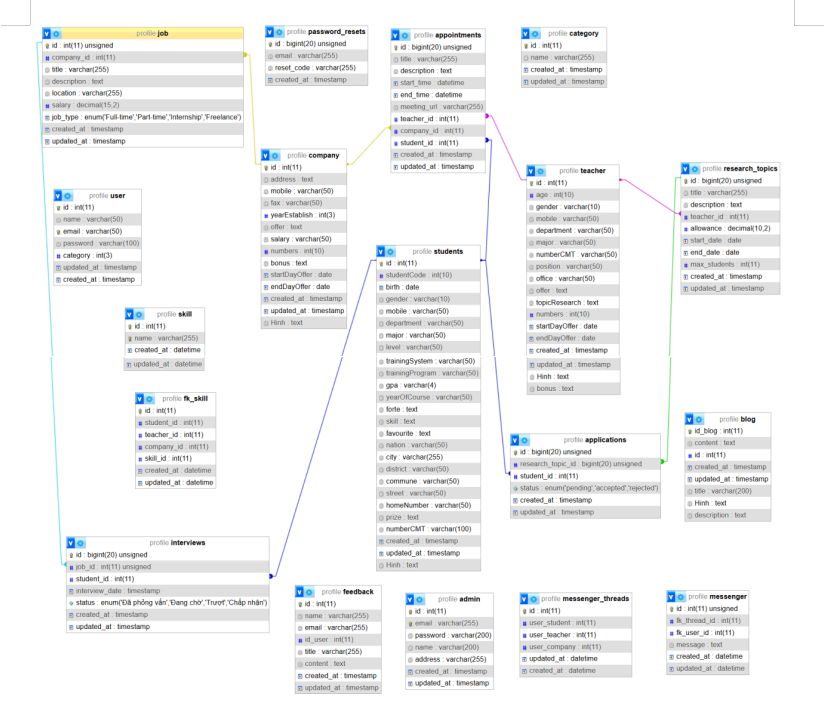 profile job
id : int(11) unsigned
company_id : int(11)
title : varchar(255)
description : text
location : varchar(255)
salary : decimal(15,2)
job_type : enum('Full-time','Part-time','Internship','Freelance')
created_at : timestamp
updated_at : timestamp
profile password_resets
id : bigint(20) unsigned
email : varchar(255)
reset_code : varchar(255)
created_at : timestamp
profile appointments
id : bigint(20) unsigned
title : varchar(255)
description : text
start_time : datetime
end_time : datetime
meeting_url : varchar(255)
teacher_id : int(11)
company_id : int(11)
student_id : int(11)
created_at : timestamp
updated_at : timestamp
profile category
id : int(11)
name : varchar(255)
created_at : timestamp
updated_at : timestamp
profile company
id : int(11)
address : text
mobile : varchar(50)
fax : varchar(50)
yearEstablish : int(3)
offer : text
salary : varchar(50)
numbers : int(10)
bonus : text
startDayOffer : date
endDayOffer : date
created_at : timestamp
updated_at : timestamp
Hinh : text
profile teacher
id : int(11)
age : int(10)
gender : varchar(10)
mobile : varchar(50)
department : varchar(50)
major : varchar(50)
numberCMT : varchar(50)
position : varchar(50)
office : varchar(50)
offer : text
topicResearch : text
numbers : int(10)
startDayOffer : date
endDayOffer : date
created_at : timestamp
updated_at : timestamp
Hinh : text
bonus : text
profile research_topics
id : bigint(20) unsigned
title : varchar(255)
description : text
teacher_id : int(11)
allowance : decimal(10,2)
start_date : date
end_date : date
max_students : int(11)
created_at : timestamp
updated_at : timestamp
profile user
id : int(11)
name : varchar(50)
email : varchar(50)
password : varchar(100)
category : int(3)
updated_at : timestamp
created_at : timestamp
profile students
id : int(11)
studentCode : int(10)
birth : date
gender : varchar(10)
mobile : varchar(50)
department : varchar(50)
major : varchar(50)
level : varchar(50)
trainingSystem : varchar(50)
trainingProgram : varchar(50)
gpa : varchar(4)
yearOfCourse : varchar(50)
forte : text
skill : text
favourite : text
nation : varchar(50)
city : varchar(255)
district : varchar(50)
commune : varchar(50)
street : varchar(50)
homeNumber : varchar(50)
prize : text
numberCMT : varchar(100)
created_at : timestamp
updated_at : timestamp
Hinh : text
profile skill
id : int(11)
name : varchar(255)
created_at : datetime
updated_at : datetime
profile fk_skill
id : int(11)
student_id : int(11)
teacher_id : int(11)
company_id : int(11)
skill_id : int(11)
created_at : datetime
updated_at : datetime
profile applications
id : bigint(20) unsigned
research_topic_id : bigint(20) unsigned
student_id : int(11)
status : enum('pending','accepted','rejected')
created_at : timestamp
updated_at : timestamp
profile blog
id_blog : int(11)
content : text
id : int(11)
created_at : timestamp
updated_at : timestamp
title : varchar(200)
Hinh : text
description : text
profile interviews
id : bigint(20) unsigned
job_id : int(11) unsigned
student_id : int(11)
interview_date : timestamp
status : enum('Đã phỏng vấn','Đang chờ','Trượt','Chấp nhận')
created_at : timestamp
updated_at : timestamp
profile feedback
id : int(11)
name : varchar(255)
email : varchar(255)
id_user : int(11)
title : varchar(255)
content : text
created_at : timestamp
updated_at : timestamp
profile admin
id : int(11)
email : varchar(255)
password : varchar(200)
name : varchar(200)
address : varchar(255)
created_at : timestamp
updated_at : timestamp
profile messenger_threads
id : int(11)
user_student : int(11)
user_teacher : int(11)
user_company : int(11)
updated_at : datetime
created_at : datetime
profile messenger
id : int(11) unsigned
fk_thread_id : int(11)
fk_user_id : int(11)
message : text
created_at : datetime
updated_at : datetime